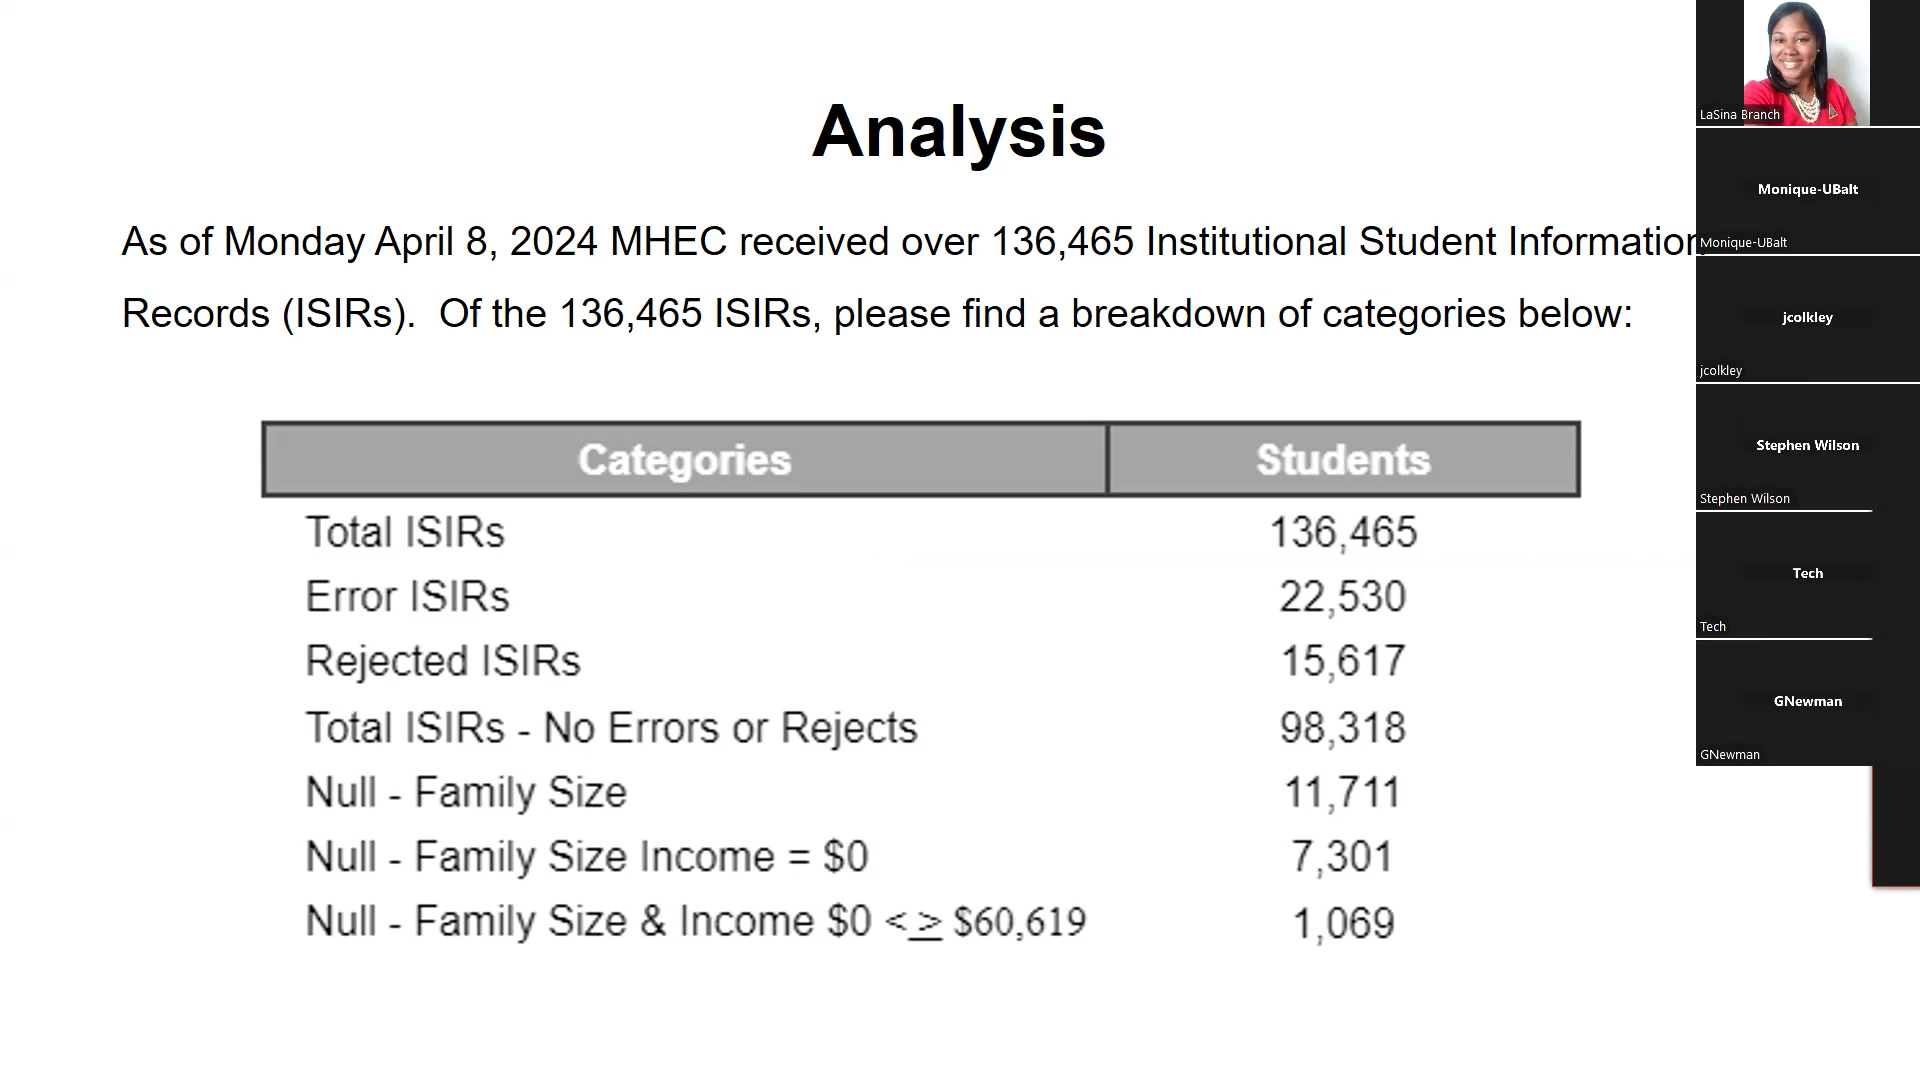 Analysis
As of Monday April 8, 2024 MHEC received over 136,465 Institutional Student Information
Records (ISIRs).  Of the 136,465 ISIRs, please find a breakdown of categories below:
Categories Students
Total ISIRs 136,465
Error ISIRs 22,530
Rejected ISIRs 15,617
Total ISIRs - No Errors or Rejects 98,318
Null - Family Size 11,711
Null - Family Size Income = $0 7,301
Null - Family Size & Income $0 < ≥ $60,619 1,069
LaSina Branch
Monique-UBalt
Monique-UBalt
jcolkley
jcolkley
Stephen Wilson
Stephen Wilson
Tech
Tech
GNewman
GNewman